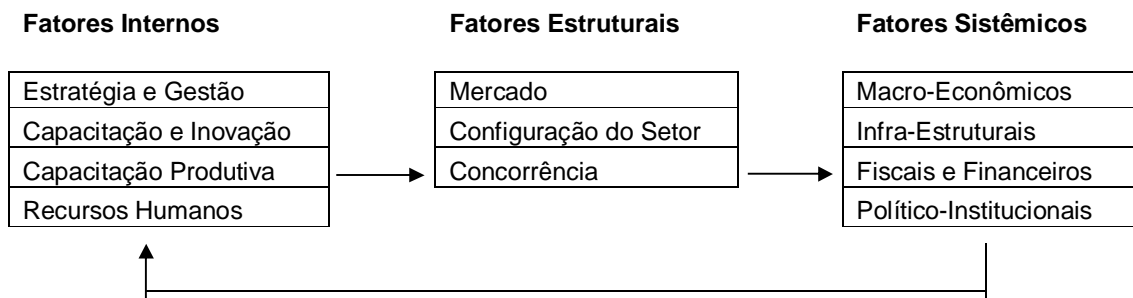 Fatores Internos
Estratégia e Gestão
Capacitação e Inovação
Capacitação Produtiva
Recursos Humanos
Fatores Estruturais
Mercado
Configuração do Setor
Concorrência
Fatores Sistêmicos
Macro-Econômicos
Infra-Estruturais
Fiscais e Financeiros
Político-Institucionais